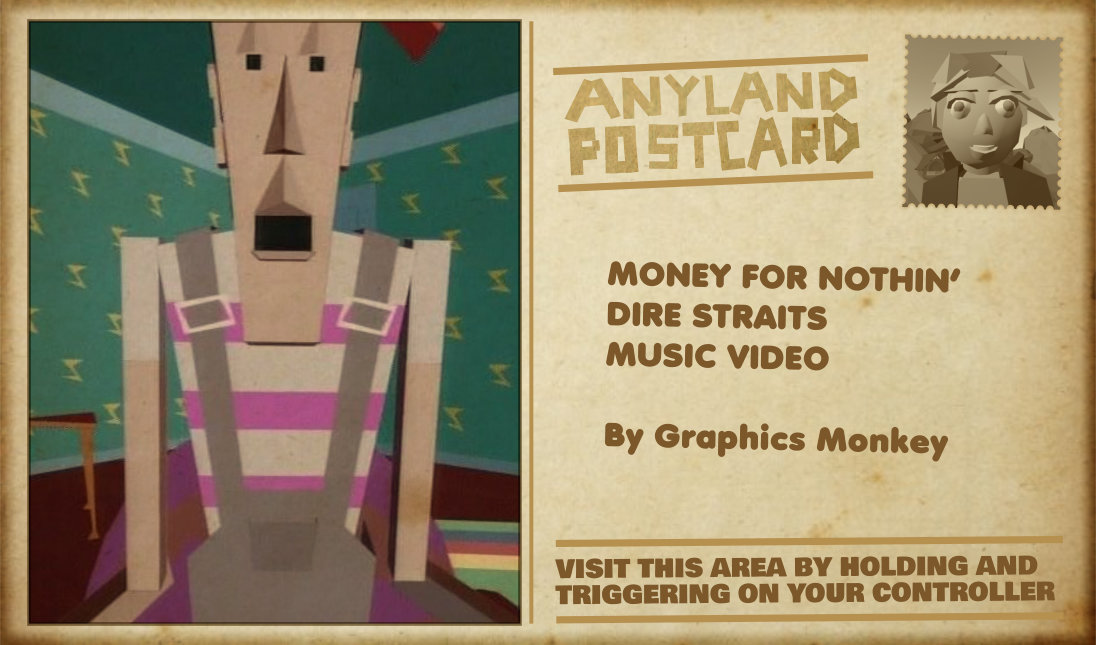 ANYLAND
POSTCARD
MONEY FOR NOTHIN'
DIRE STRAITS
MUSIC VIDEO
By Graphics Monkey
VISIT THIS AREA BY HOLDING AND
TRIGGERING ON YOUR CONTROLLER